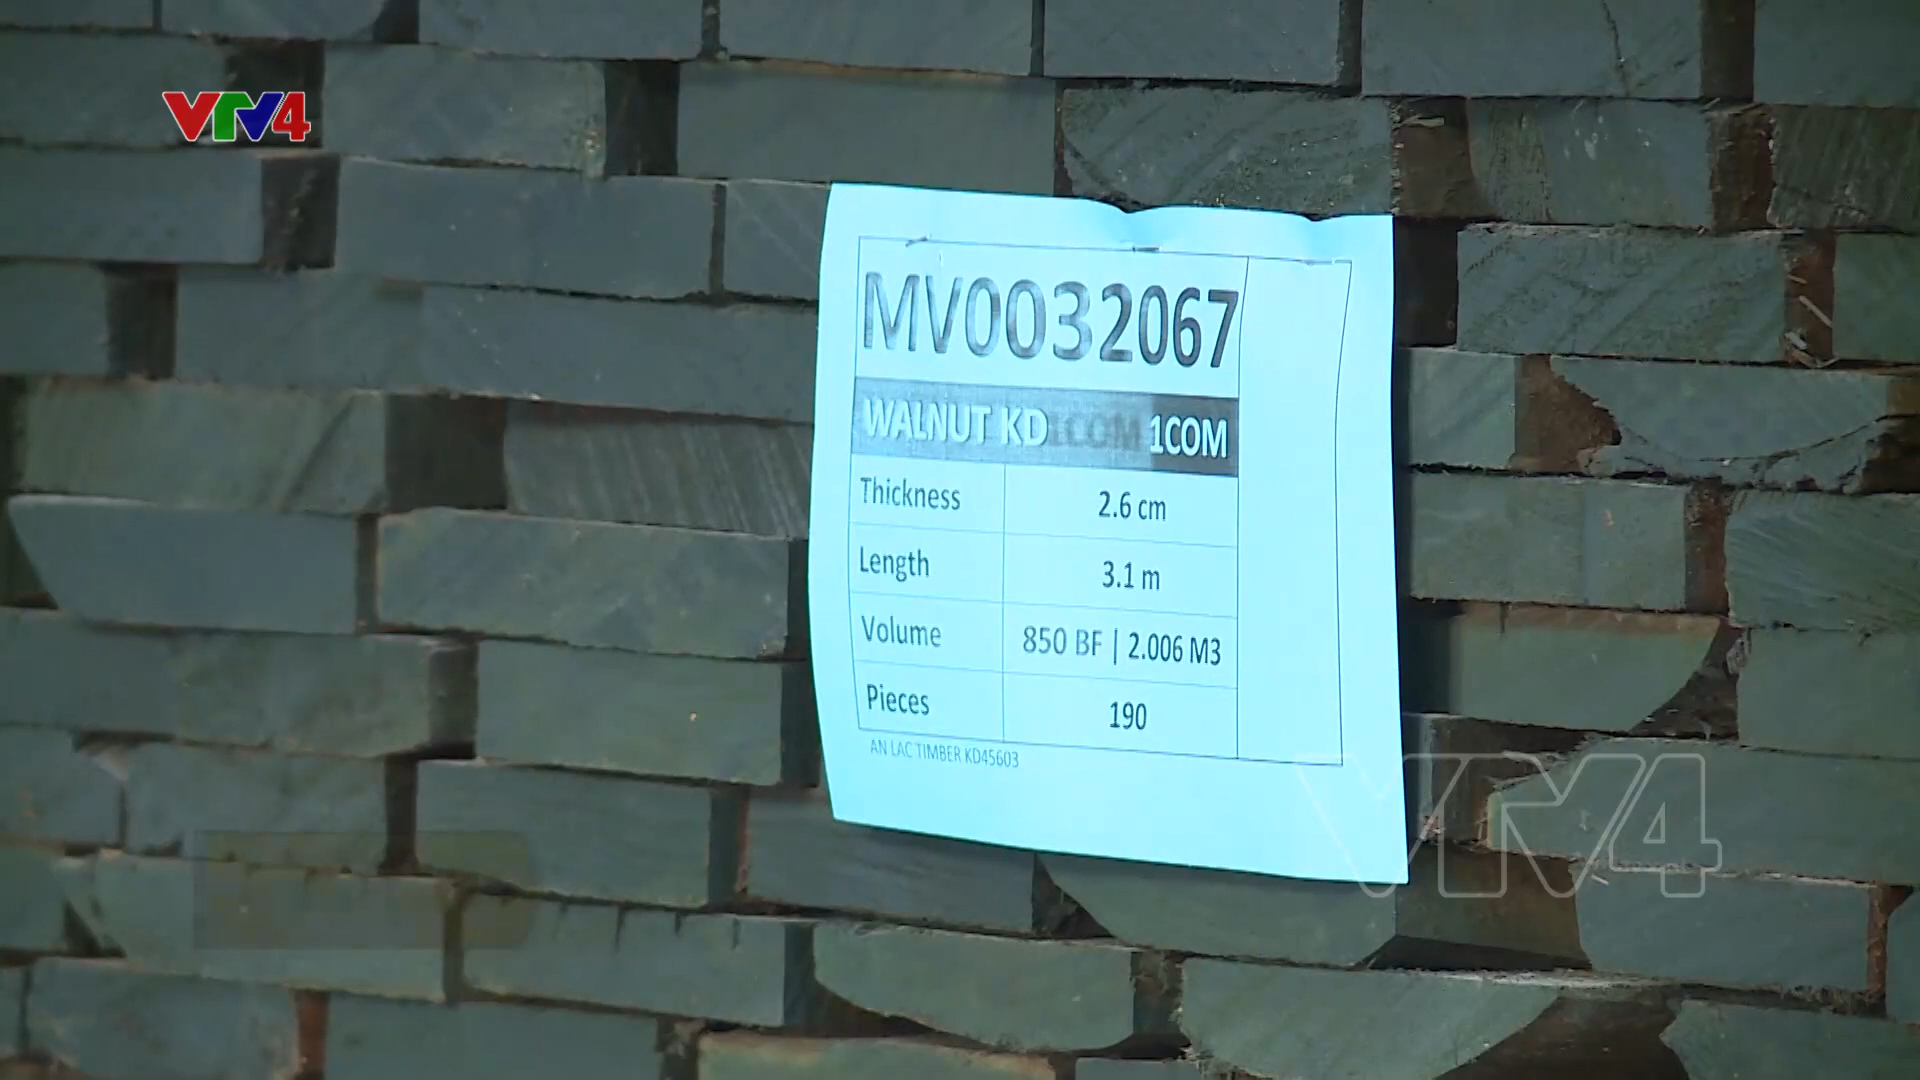 VTV4
MV0032067
WALNUT KD 1COM 1COM
Thickness 2.6 cm
Length 3.1 m
Volume 850 BF | 2.006 M3
Pieces 190
AN LAC TIMBER KD45603
VTV4